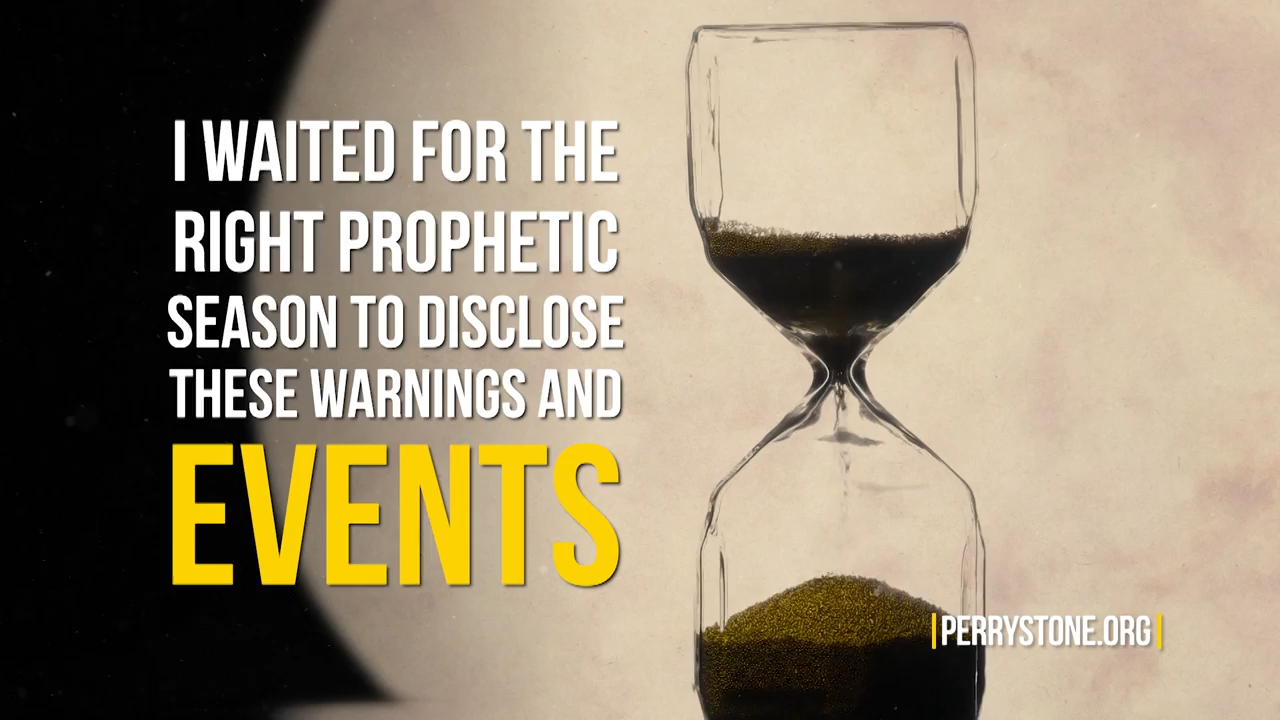 I WAITED FOR THE
RIGHT PROPHETIC
SEASON TO DISCLOSE
THESE WARNINGS AND
EVENTS
|PERRYSTONE.ORG|